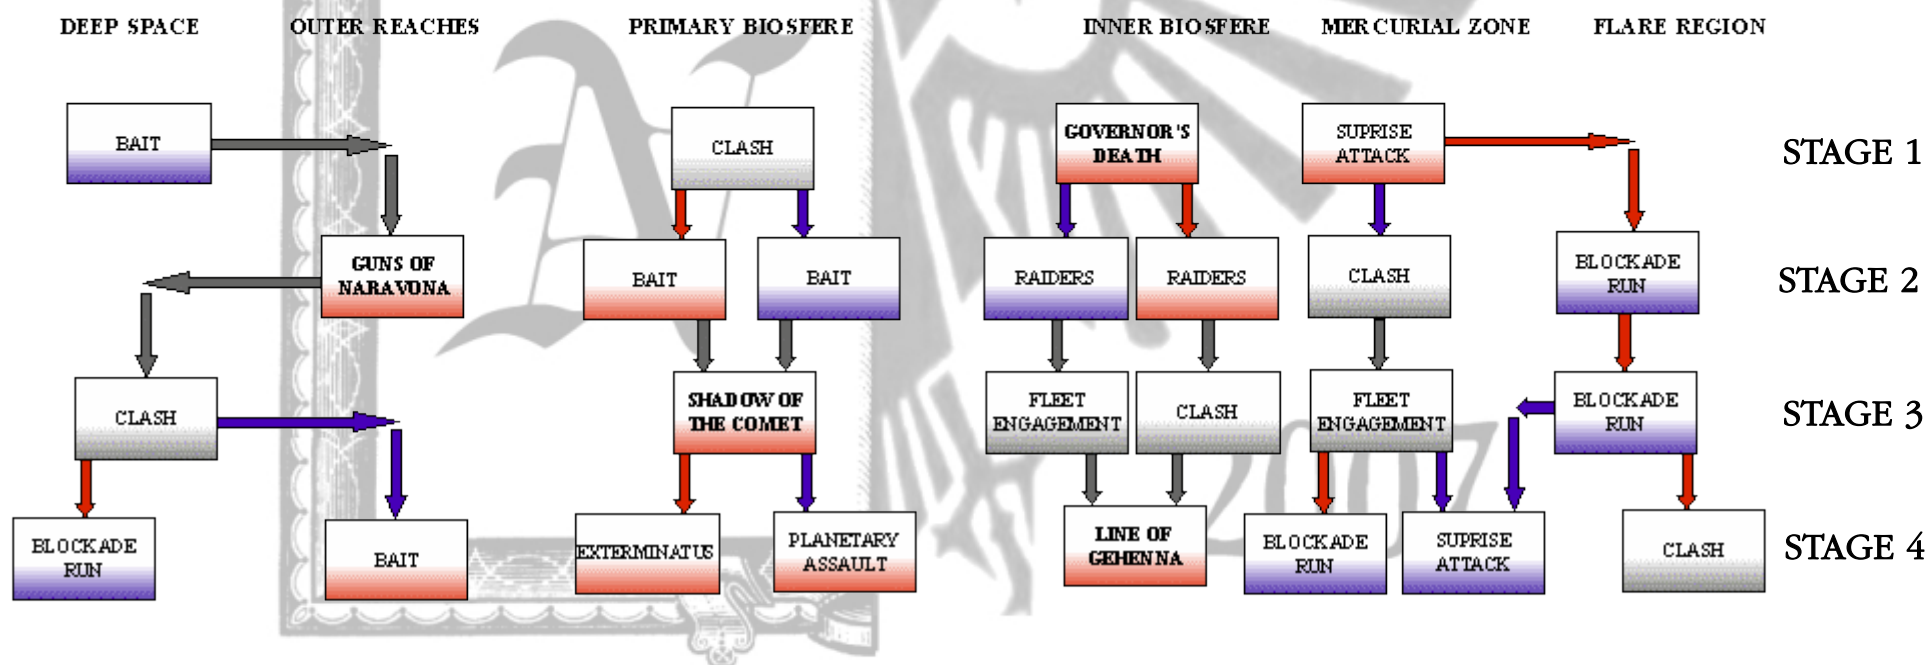 DEEP SPACE
OUTER REACHES
PRIMARY BIOSFERE
INNER BIOSFERE
MERCURIAL ZONE
FLARE REGION
BAIT
CLASH
GOVERNOR'S
DEATH
SUPRISE
ATTACK
STAGE 1
GUNS OF
NARAVONA
BAIT
BAIT
RAIDERS
RAIDERS
CLASH
BLOCKADE
RUN
STAGE 2
CLASH
SHADOW OF
THE COMET
FLEET
ENGAGEMENT
CLASH
FLEET
ENGAGEMENT
BLOCKADE
RUN
STAGE 3
2007
BLOCKADE
RUN
BAIT
EXTERMINATUS
PLANETARY
ASSAULT
LINE OF
GEHENNA
BLOCKADE
RUN
SUPRISE
ATTACK
CLASH
STAGE 4